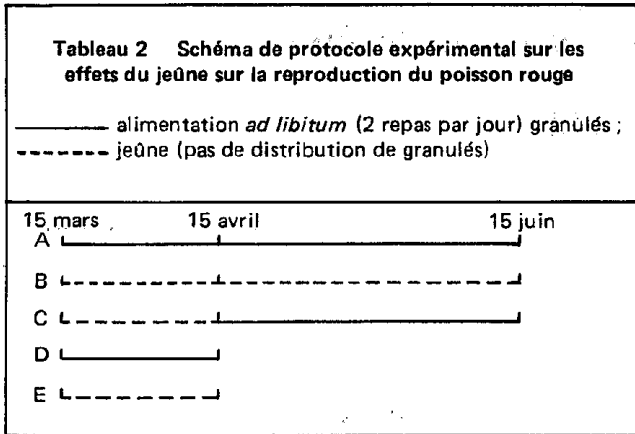 Tableau 2 Schéma de protocole expérimental sur les
effets du jeûne sur la reproduction du poisson rouge
alimentation ad libitum (2 repas par jour) granulés ;
jeûne (pas de distribution de granulés)
15 mars 15 avril 15 juin
A
B
C
D
E